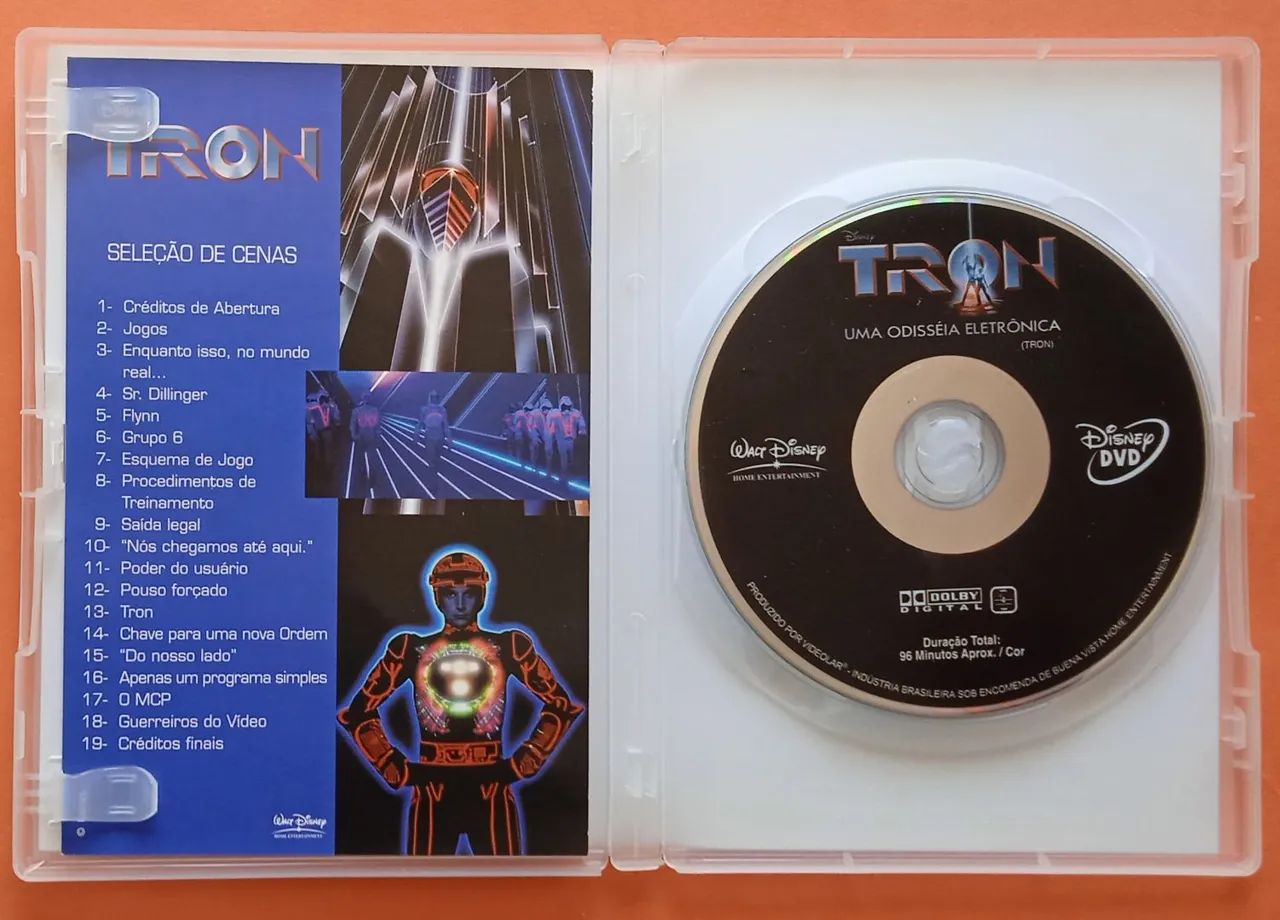 Disney
TRON
SELEÇÃO DE CENAS
1- Créditos de Abertura
2- Jogos
3- Enquanto isso, no mundo
real...
4- Sr. Dillinger
5- Flynn
6- Grupo 6
7- Esquema de Jogo
8- Procedimentos de
Treinamento
9- Saída legal
10- "Nós chegamos até aqui."
11- Poder do usuário
12- Pouso forçado
13- Tron
14- Chave para uma nova Ordem
15- "Do nosso lado"
16- Apenas um programa simples
17- O MCP
18- Guerreiros do Vídeo
19- Créditos finais
Walt Disney
HOME ENTERTAINMENT
Disney
TRON
UMA ODISSÉIA ELETRÔNICA
(TRON)
Walt Disney
HOME ENTERTAINMENT
Disney
DVD
DOLBY
DIGITAL
Duração Total:
96 Minutos Aprox. / Cor
PRODUZIDO POR VIDEOLAR® - INDÚSTRIA BRASILEIRA SOB ENCOMENDA DE BUENA VISTA HOME ENTERTAINMENT